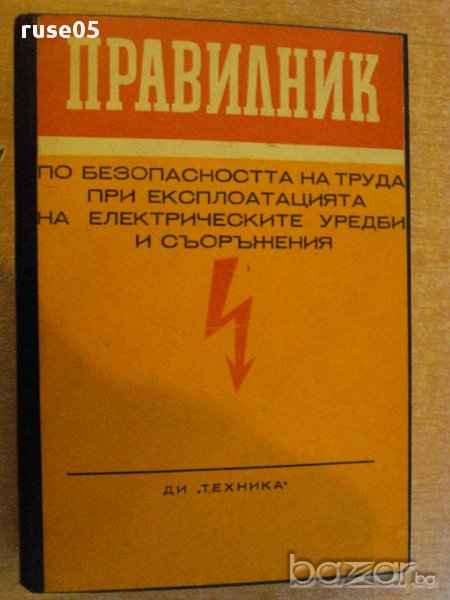 ruse05
ПРАВИЛНИК
ПО БЕЗОПАСНОСТТА НА ТРУДА
ПРИ ЕКСПЛОАТАЦИЯТА
НА ЕЛЕКТРИЧЕСКИТЕ УРЕДБИ
И СЪОРЪЖЕНИЯ
ДИ „ТЕХНИКА"
bazar.bg